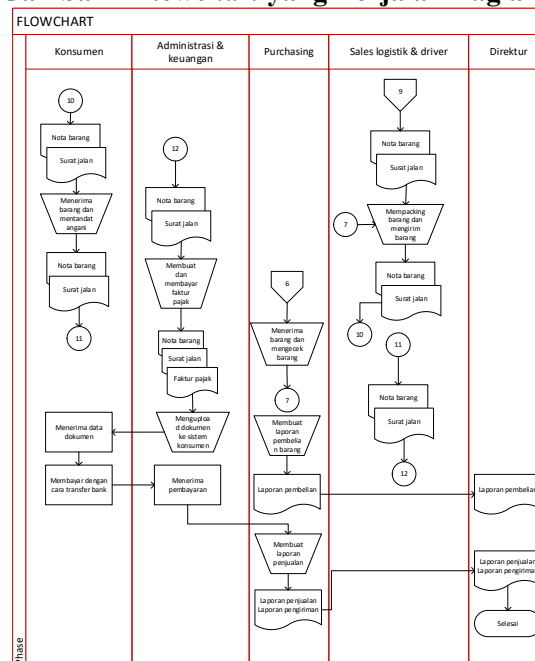 FLOWCHART
Konsumen
10
Nota barang
Surat jalan
Menerima
barang dan
mentandat
angani
Nota barang
Surat jalan
11
Menerima data
dokumen
Membayar dengan
cara transfer bank
Administrasi &
keuangan
12
Nota barang
Surat jalan
Membuat
dan
membayar
faktur
pajak
Nota barang
Surat jalan
Faktur pajak
Menguploa
d dokumen
ke sistem
konsumen
Menerima
pembayaran
Purchasing
6
Menerima
barang dan
mengecek
barang
7
Membuat
laporan
pembelia
n barang
Laporan pembelian
Membuat
laporan
penjualan
Laporan penjualan
Laporan pengiriman
Sales logistik & driver
9
Nota barang
Surat jalan
7
Mempacking
barang dan
mengirim
barang
Nota barang
Surat jalan
10
11
Nota barang
Surat jalan
12
Direktur
Laporan pembelian
Laporan penjualan
Laporan pengiriman
Selesai
Phase